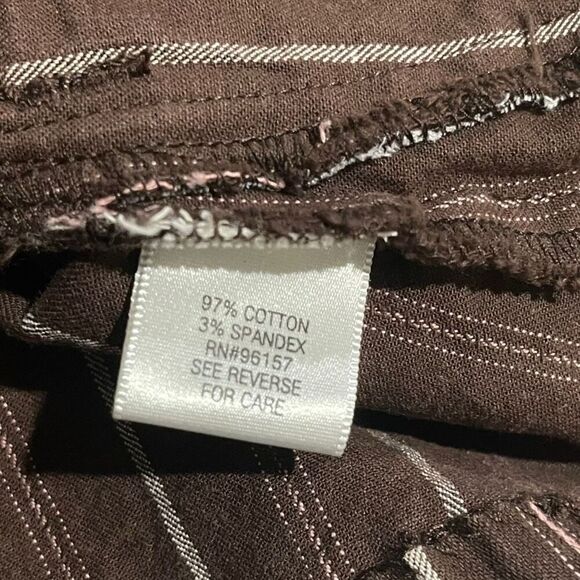 97% COTTON
3% SPANDEX
RN#96157
SEE REVERSE
FOR CARE